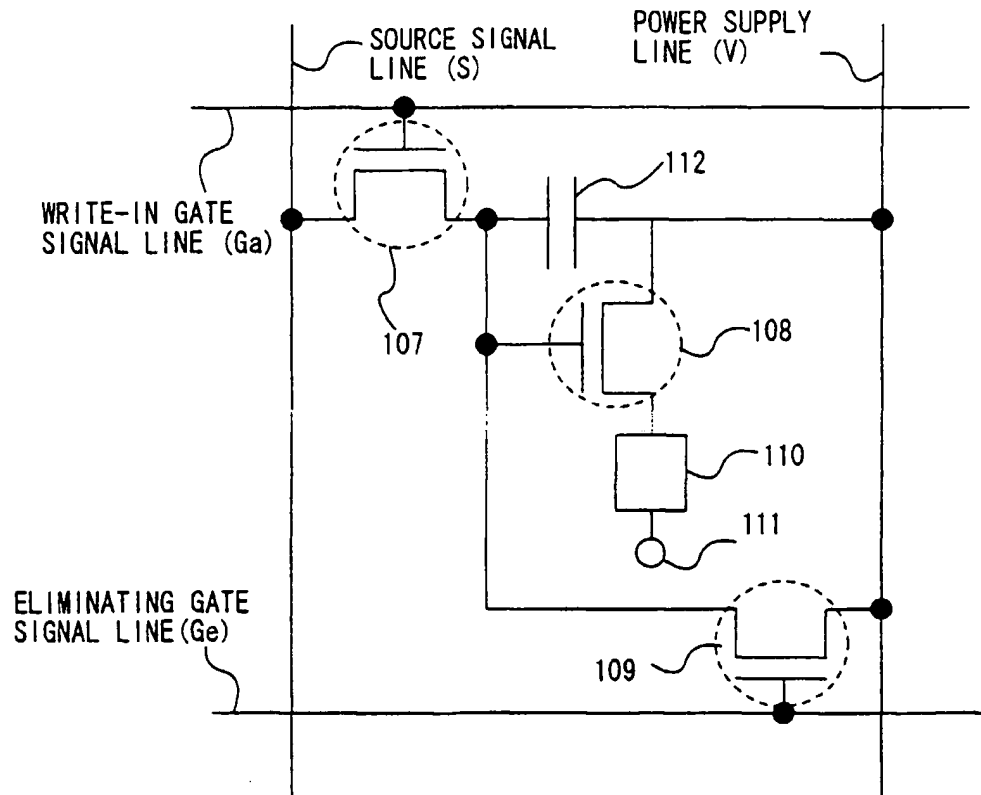 SOURCE SIGNAL
LINE (S)
POWER SUPPLY
LINE (V)
112
WRITE-IN GATE
SIGNAL LINE (Ga)
107
108
110
111
ELIMINATING GATE
SIGNAL LINE(Ge)
109